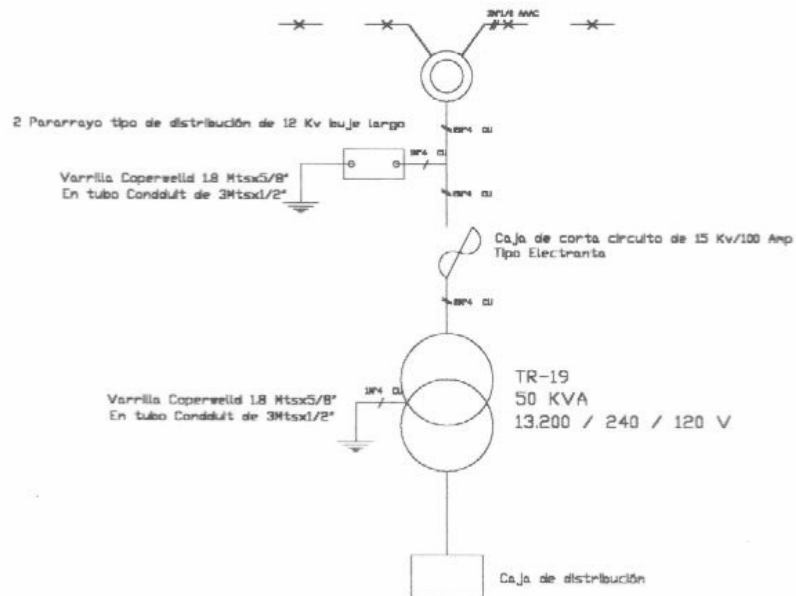 2 Pararrayo tipo de distribución de 12 Kv buje largo
Varrilla Coperwelld 1.8 Mtsx5/8"
En tubo Condduit de 3Mtsx1/2"
Caja de corta circuito de 15 Kv/100 Amp
Tipo Electranta
Varrilla Coperwelld 1.8 Mtsx5/8"
En tubo Condduit de 3Mtsx1/2"
TR-19
50 KVA
13.200 / 240 / 120 V
Caja de distribución